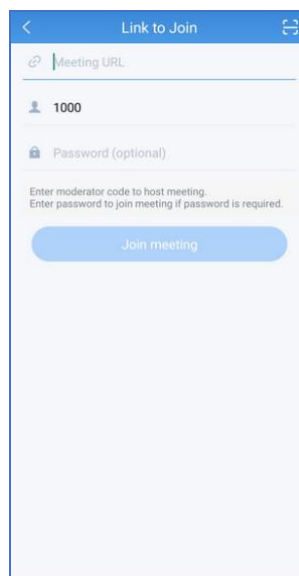 Link to Join
Meeting URL
1000
Password (optional)
Enter moderator code to host meeting.
Enter password to join meeting if password is required.
Join meeting